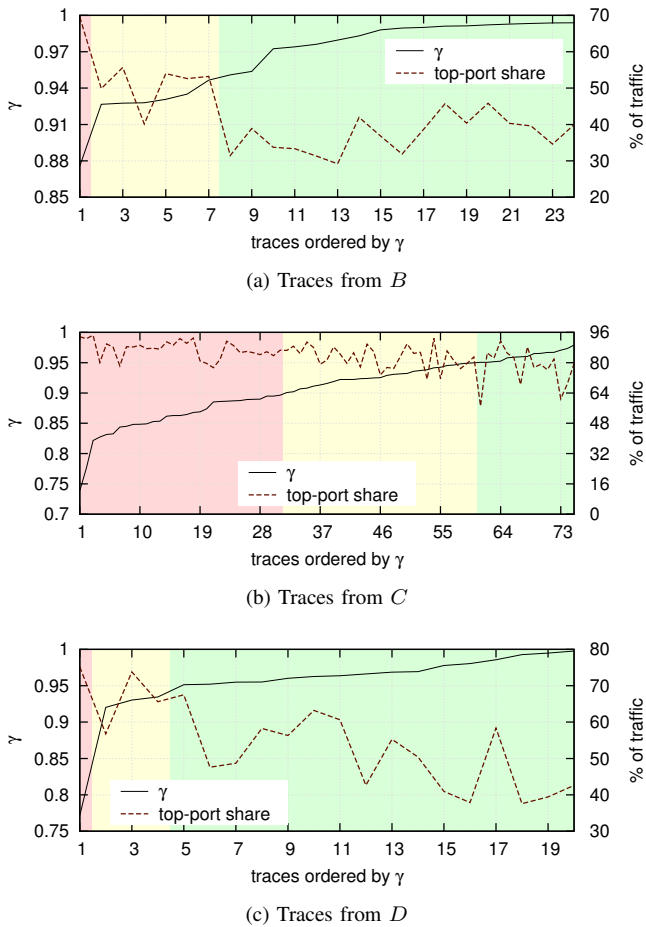 1 70
0.97 60
0.94 50
0.91 40
0.88 30
0.85 20
γ
% of traffic
γ
top-port share
1 3 5 7 9 11 13 15 17 19 21 23
traces ordered by γ
(a) Traces from B
1 96
0.95 80
0.9 64
0.85 48
0.8 32
0.75 16
0.7 0
γ
% of traffic
γ
top-port share
1 10 19 28 37 46 55 64 73
traces ordered by γ
(b) Traces from C
1 80
0.95 70
0.9 60
0.85 50
0.8 40
0.75 30
γ
% of traffic
γ
top-port share
1 3 5 7 9 11 13 15 17 19
traces ordered by γ
(c) Traces from D